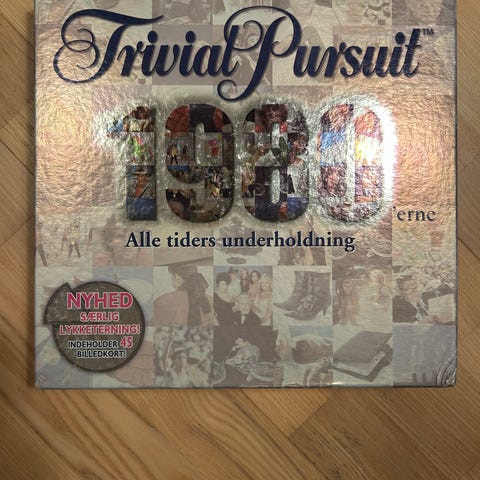 Trivial Pursuit™
1980'erne
Alle tiders underholdning
NYHED
SÆRLIG
LYKKETERNING!
INDEHOLDER 45
BILLEDKORT!